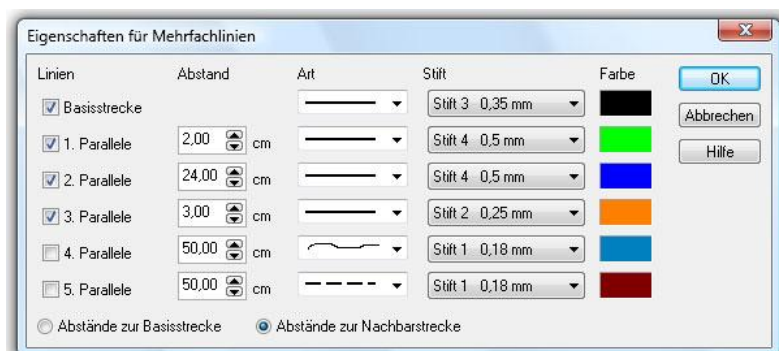 Eigenschaften für Mehrfachlinien
Linien Abstand Art Stift Farbe
Basisstrecke Stift 3 0,35 mm
1. Parallele 2,00 cm Stift 4 0,5 mm
2. Parallele 24,00 cm Stift 4 0,5 mm
3. Parallele 3,00 cm Stift 2 0,25 mm
4. Parallele 50,00 cm Stift 1 0,18 mm
5. Parallele 50,00 cm Stift 1 0,18 mm
Abstände zur Basisstrecke Abstände zur Nachbarstrecke
OK
Abbrechen
Hilfe